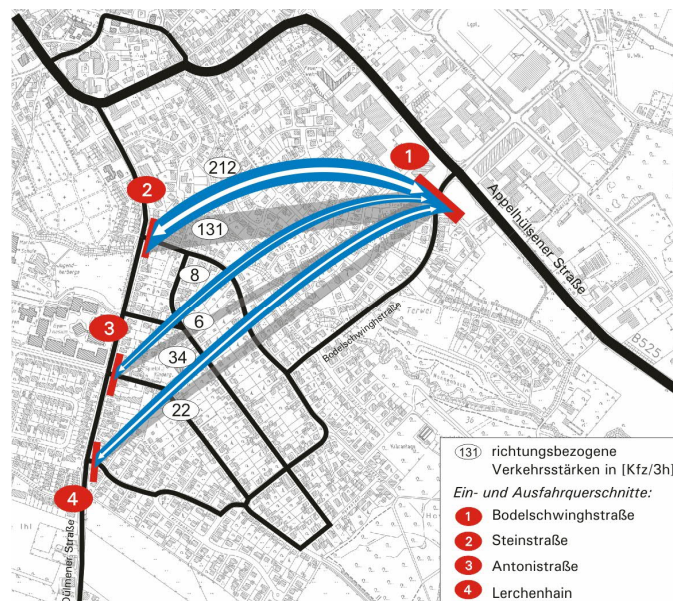 1
212
2
131
8
3
6
34
22
4
Appelhülsener Straße
B525
Bodelschwinghstraße
Terwei
Dülmener Straße
131 richtungsbezogene
Verkehrsstärken in [Kfz/3h]
Ein- und Ausfahrquerschnitte:
1 Bodelschwinghstraße
2 Steinstraße
3 Antonistraße
4 Lerchenhain